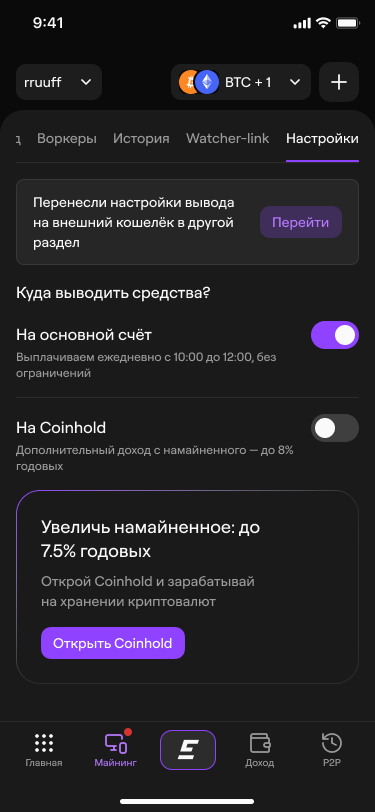 9:41
rruuff
BTC + 1
Воркеры История Watcher-link Настройки
Перенесли настройки вывода
на внешний кошелёк в другой
раздел
Перейти
Куда выводить средства?
На основной счёт
Выплачиваем ежедневно с 10:00 до 12:00, без
ограничений
На Coinhold
Дополнительный доход с намайненного — до 8%
годовых
Увеличь намайненное: до
7.5% годовых
Открой Coinhold и зарабатывай
на хранении криптовалют
Открыть Coinhold
Главная Майнинг Доход P2P